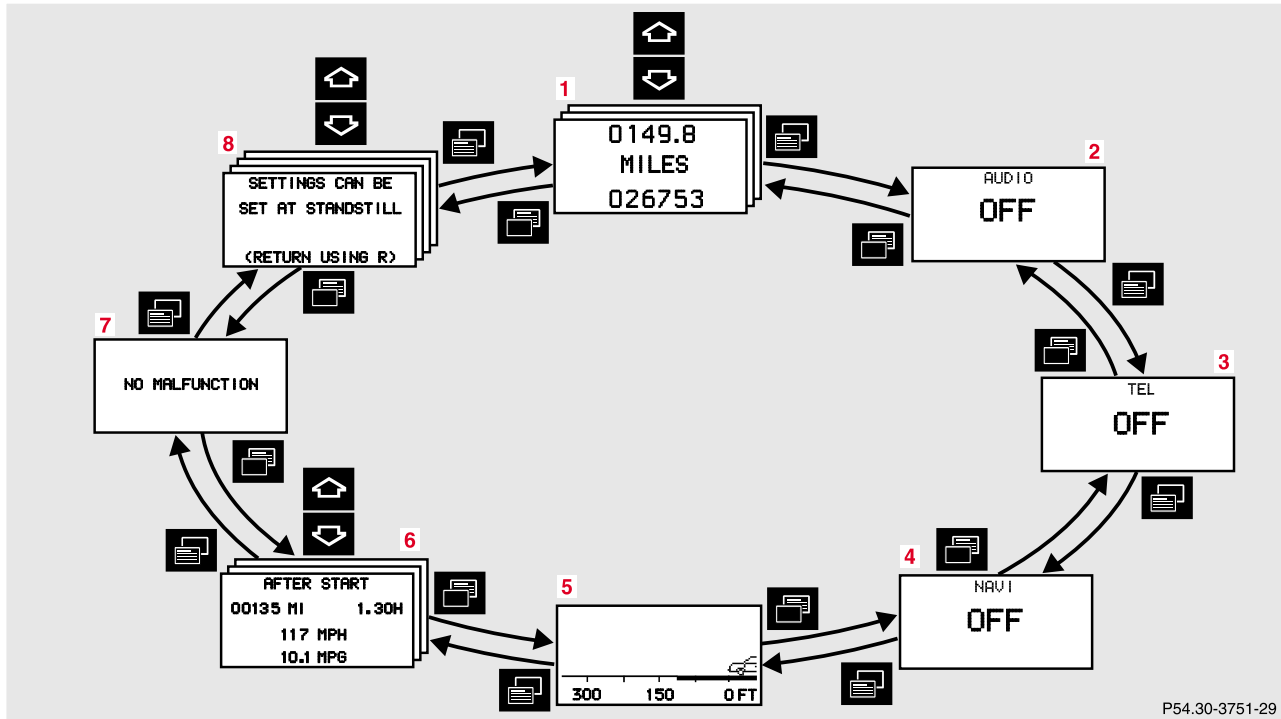 1
0149.8
MILES
026753
2
AUDIO
OFF
3
TEL
OFF
4
NAVI
OFF
5
300 150 0 FT
6
AFTER START
00135 MI 1.30H
117 MPH
10.1 MPG
7
NO MALFUNCTION
8
SETTINGS CAN BE
SET AT STANDSTILL
(RETURN USING R)
P54.30-3751-29